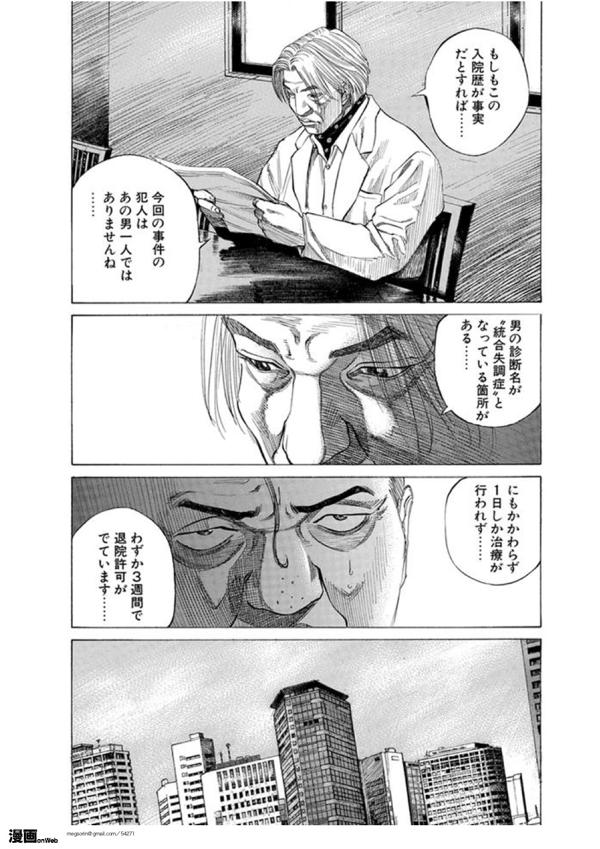 もしもこの
入院歴が事実
だとすれば……
今回の事件の
犯人は
あの男一人では
ありませんね
……
男の診断名が
“統合失調症”と
なっている箇所が
ある……
にもかかわらず
1日しか治療が
行われず……
わずか3週間で
退院許可が
でています……
漫画onWeb
megaorin@gmail.com/54271